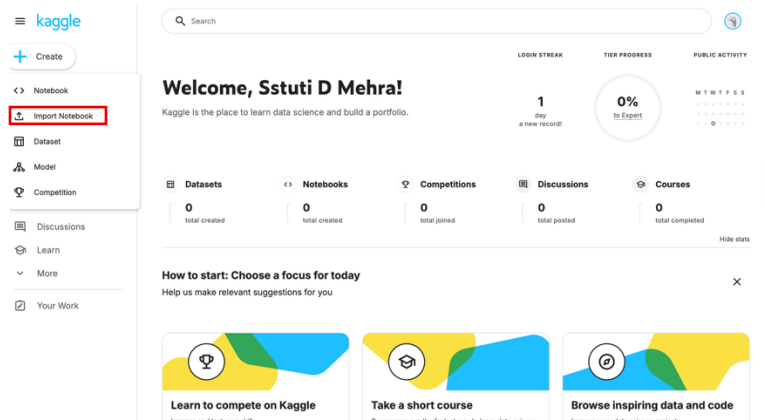 kaggle
Search
Create
Notebook
Import Notebook
Dataset
Model
Competition
Discussions
Learn
More
Your Work
LOGIN STREAK
TIER PROGRESS
PUBLIC ACTIVITY
Welcome, Sstuti D Mehra!
Kaggle is the place to learn data science and build a portfolio.
1
day
a new record!
0%
to Expert
M T W T F S S
Datasets
0
total created
Notebooks
0
total created
Competitions
0
total joined
Discussions
0
total posted
Courses
0
total completed
Hide stats
How to start: Choose a focus for today
Help us make relevant suggestions for you
Learn to compete on Kaggle
Take a short course
Browse inspiring data and code